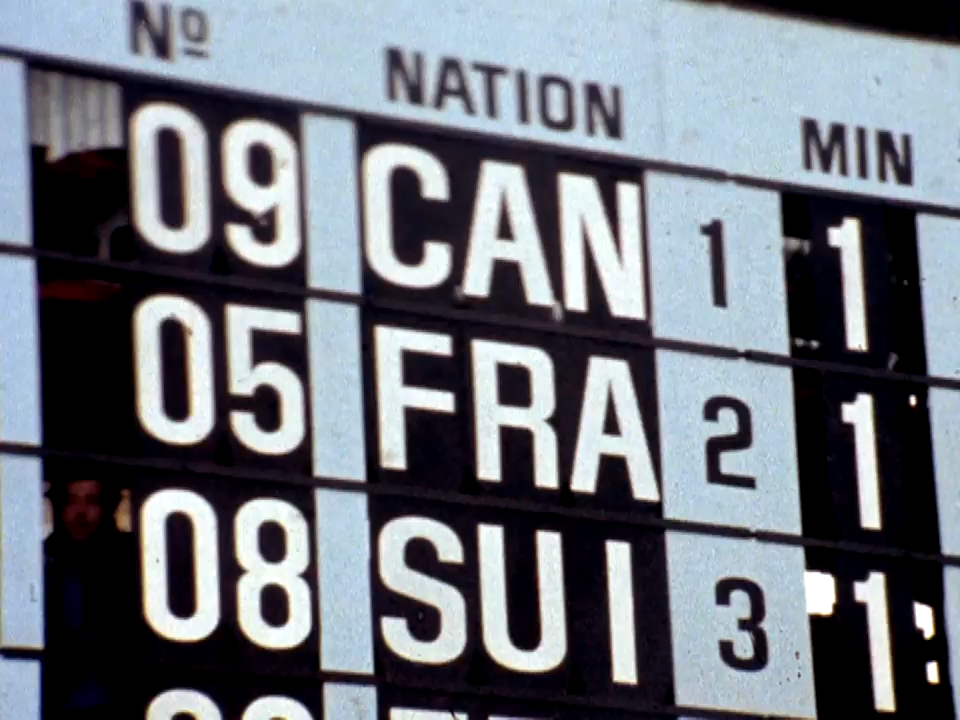 Nº NATION MIN
09 CAN 1 1
05 FRA 2 1
08 SUI 3 1